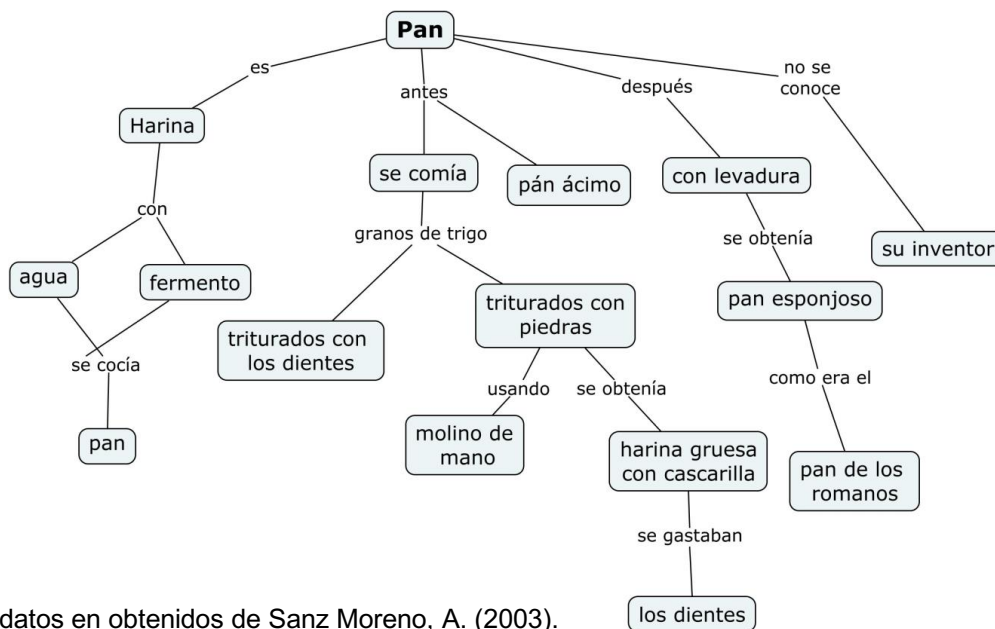 Pan
es
antes
después
no se
conoce
Harina
se comía
pán ácimo
con levadura
su inventor
con
granos de trigo
se obtenía
agua
fermento
triturados con
los dientes
triturados con
piedras
pan esponjoso
se cocía
usando
se obtenía
como era el
pan
molino de
mano
harina gruesa
con cascarilla
pan de los
romanos
se gastaban
los dientes
datos en obtenidos de Sanz Moreno, A. (2003).